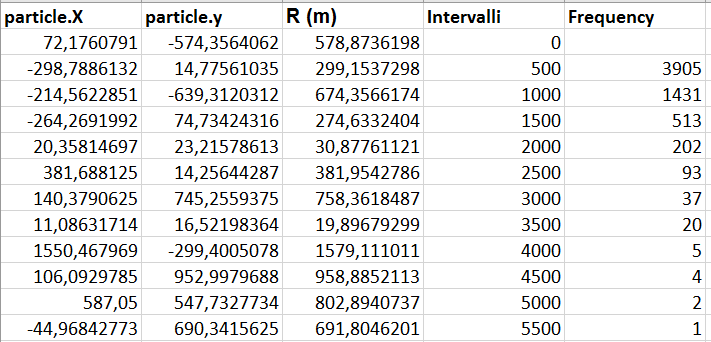 particle.X particle.y R (m) Intervalli Frequency
72,1760791 -574,3564062 578,8736198 0
-298,7886132 14,77561035 299,1537298 500 3905
-214,5622851 -639,3120312 674,3566174 1000 1431
-264,2691992 74,73424316 274,6332404 1500 513
20,35814697 23,21578613 30,87761121 2000 202
381,688125 14,25644287 381,9542786 2500 93
140,3790625 745,2559375 758,3618487 3000 37
11,08631714 16,52198364 19,89679299 3500 20
1550,467969 -299,4005078 1579,111011 4000 5
106,0929785 952,9979688 958,8852113 4500 4
587,05 547,7327734 802,8940737 5000 2
-44,96842773 690,3415625 691,8046201 5500 1